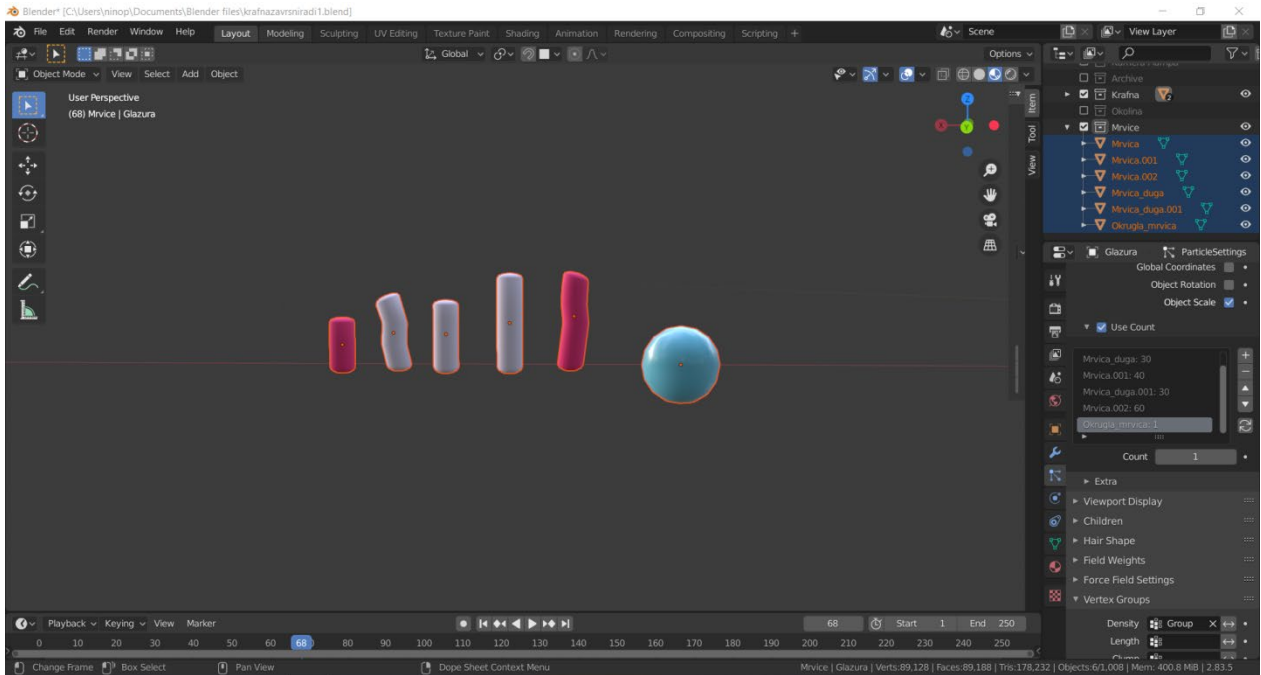 Blender* [C:\Users\ninop\Documents\Blender files\krafnazavrsniradi1.blend]
File Edit Render Window Help Layout Modeling Sculpting UV Editing Texture Paint Shading Animation Rendering Compositing Scripting + Scene View Layer
Global Options
Object Mode View Select Add Object
User Perspective
(68) Mrvice | Glazura
Z
X
Y
Item
Tool
View
Archive
Krafna 2
Okolina
Mrvice
Mrvica
Mrvica.001
Mrvica.002
Mrvica_duga
Mrvica_duga.001
Okrugla_mrvica
Glazura ParticleSettings
Global Coordinates
Object Rotation
Object Scale
Use Count
Mrvica_duga: 30
Mrvica.001: 40
Mrvica_duga.001: 30
Mrvica.002: 60
Okrugla_mrvica: 1
Count 1
Extra
Viewport Display
Children
Hair Shape
Field Weights
Force Field Settings
Vertex Groups
Density Group
Length
Playback Keying View Marker 68 Start 1 End 250
0 10 20 30 40 50 60 68 80 90 100 110 120 130 140 150 160 170 180 190 200 210 220 230 240 250
Change Frame Box Select Pan View Dope Sheet Context Menu Mrvice | Glazura | Verts:89,128 | Faces:89,188 | Tris:178,232 | Objects:6/1,008 | Mem: 400.8 MiB | 2.83.5